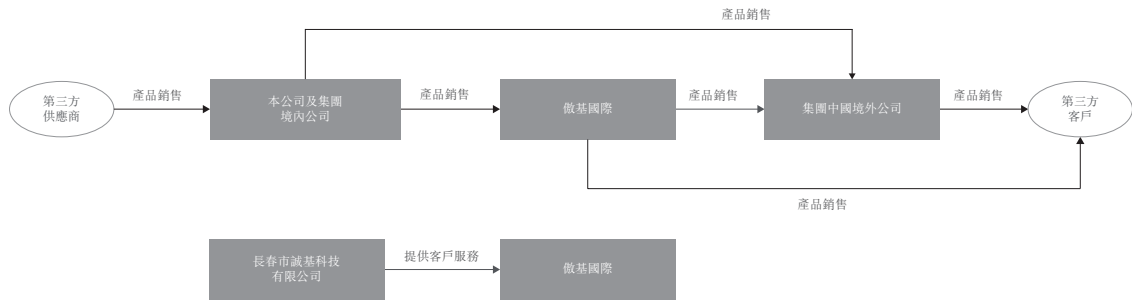 產品銷售
第三方
供應商
產品銷售
本公司及集團
境內公司
產品銷售
傲基國際
產品銷售
集團中國境外公司
產品銷售
第三方
客戶
產品銷售
長春市誠基科技
有限公司
提供客戶服務
傲基國際